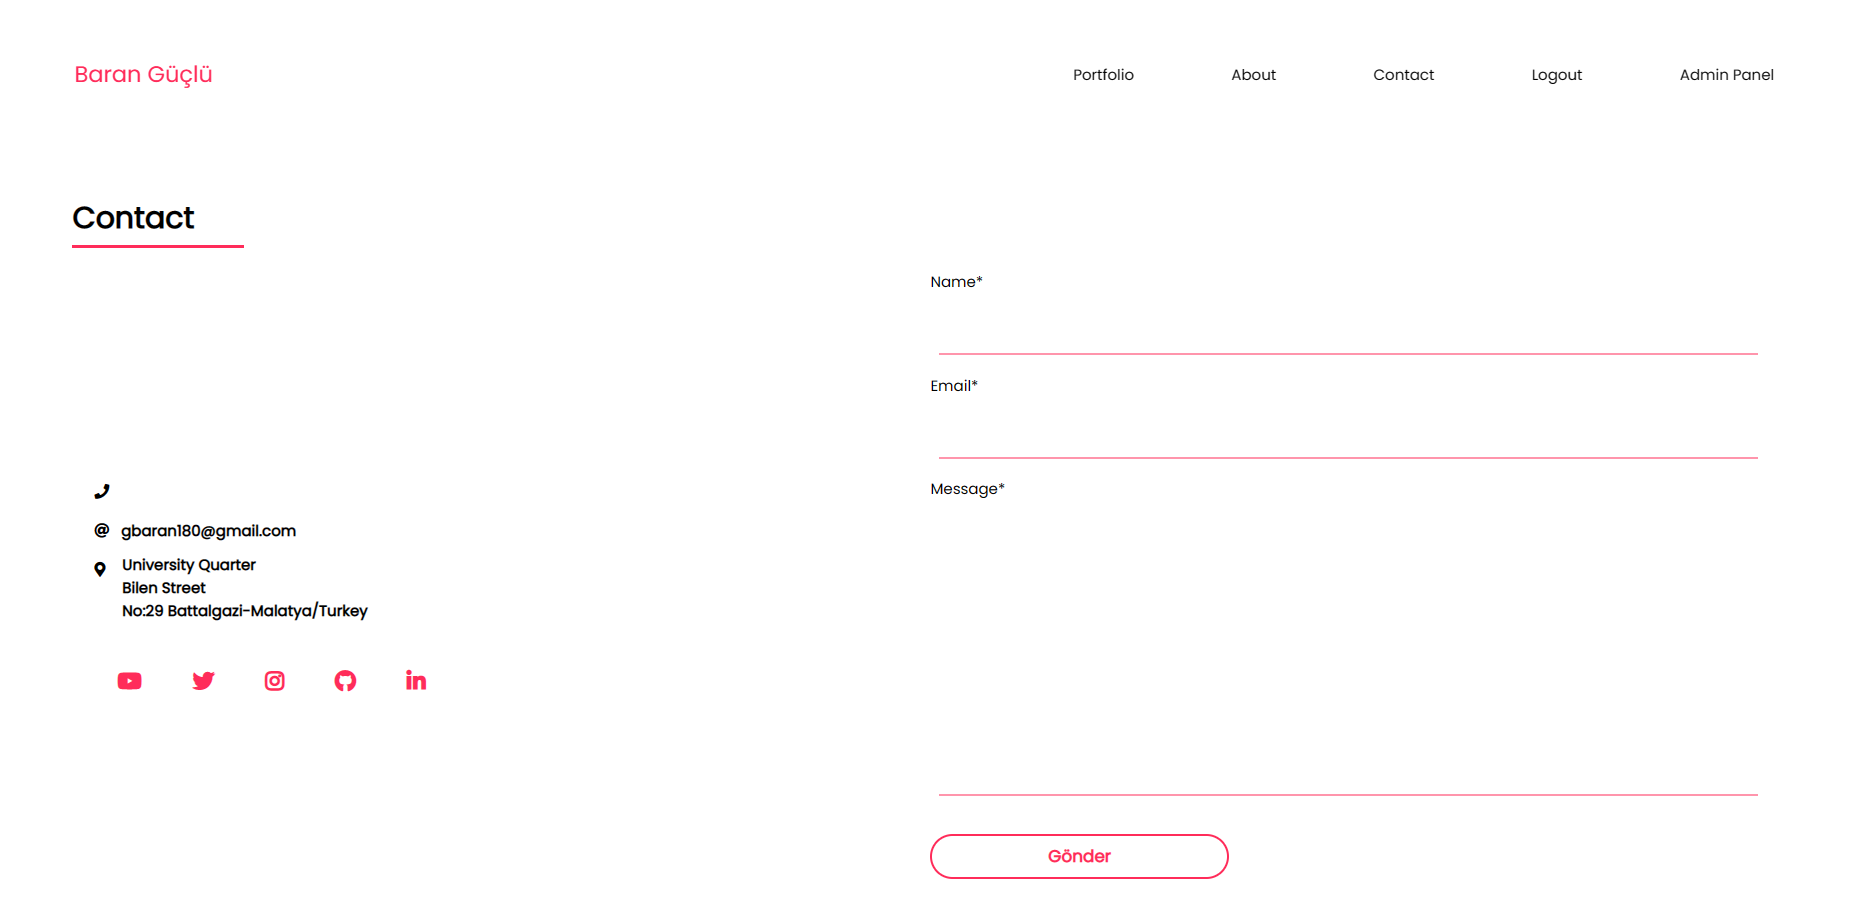 Baran Güçlü
Portfolio
About
Contact
Logout
Admin Panel
Contact
Name*
Email*
Message*
gbaran180@gmail.com
University Quarter
Bilen Street
No:29 Battalgazi-Malatya/Turkey
Gönder